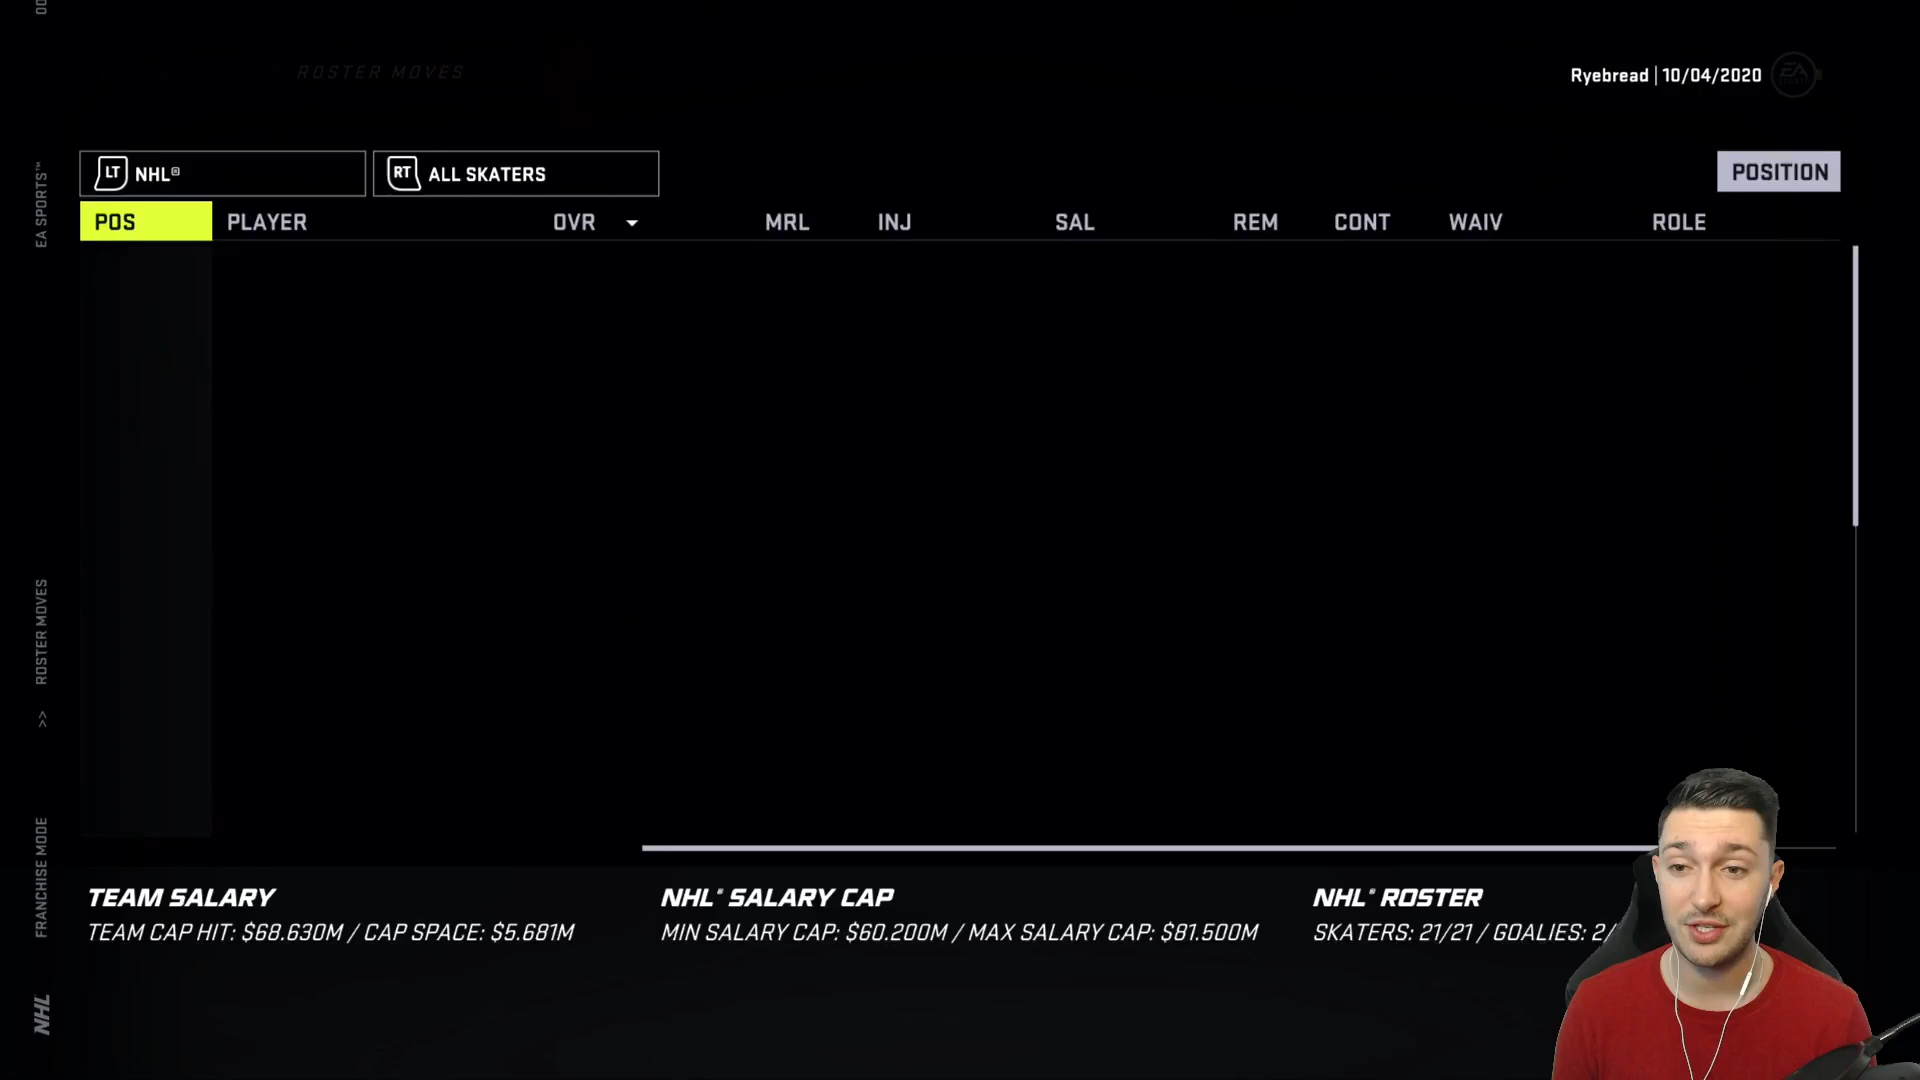 ROSTER MOVES
Ryebread | 10/04/2020
EA
LT NHL®
RT ALL SKATERS
POSITION
POS PLAYER OVR MRL INJ SAL REM CONT WAIV ROLE
EA SPORTS™
ROSTER MOVES
>>
FRANCHISE MODE
NHL
TEAM SALARY
TEAM CAP HIT: $68.630M / CAP SPACE: $5.681M
NHL® SALARY CAP
MIN SALARY CAP: $60.200M / MAX SALARY CAP: $81.500M
NHL® ROSTER
SKATERS: 21/21 / GOALIES: 2/